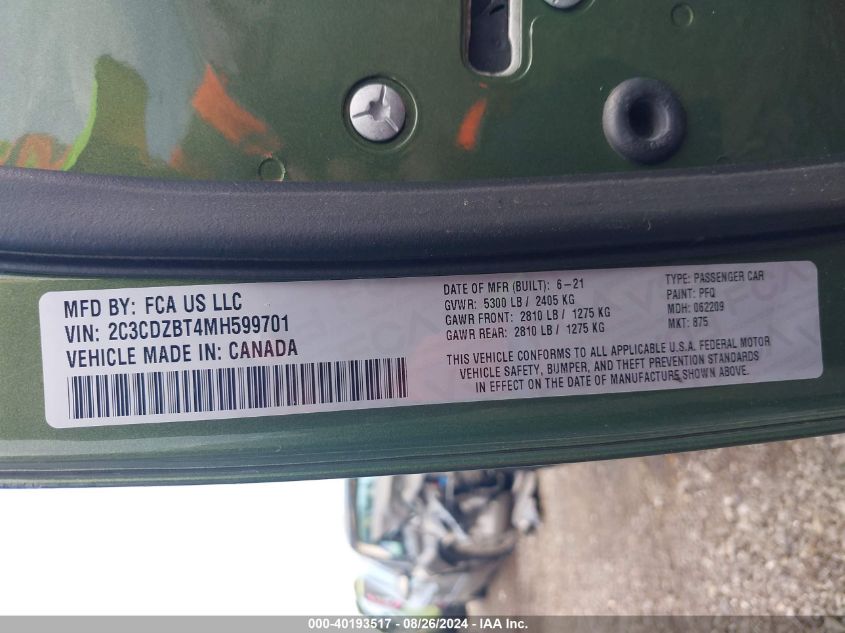 MFD BY: FCA US LLC
VIN: 2C3CDZBT4MH599701
VEHICLE MADE IN: CANADA
DATE OF MFR (BUILT): 6-21
GVWR: 5300 LB / 2405 KG
GAWR FRONT: 2810 LB / 1275 KG
GAWR REAR: 2810 LB / 1275 KG
TYPE: PASSENGER CAR
PAINT: PFQ
MDH: 062209
MKT: 875
THIS VEHICLE CONFORMS TO ALL APPLICABLE U.S.A. FEDERAL MOTOR
VEHICLE SAFETY, BUMPER, AND THEFT PREVENTION STANDARDS
IN EFFECT ON THE DATE OF MANUFACTURE SHOWN ABOVE.
000-40193517 - 08/26/2024 - IAA Inc.